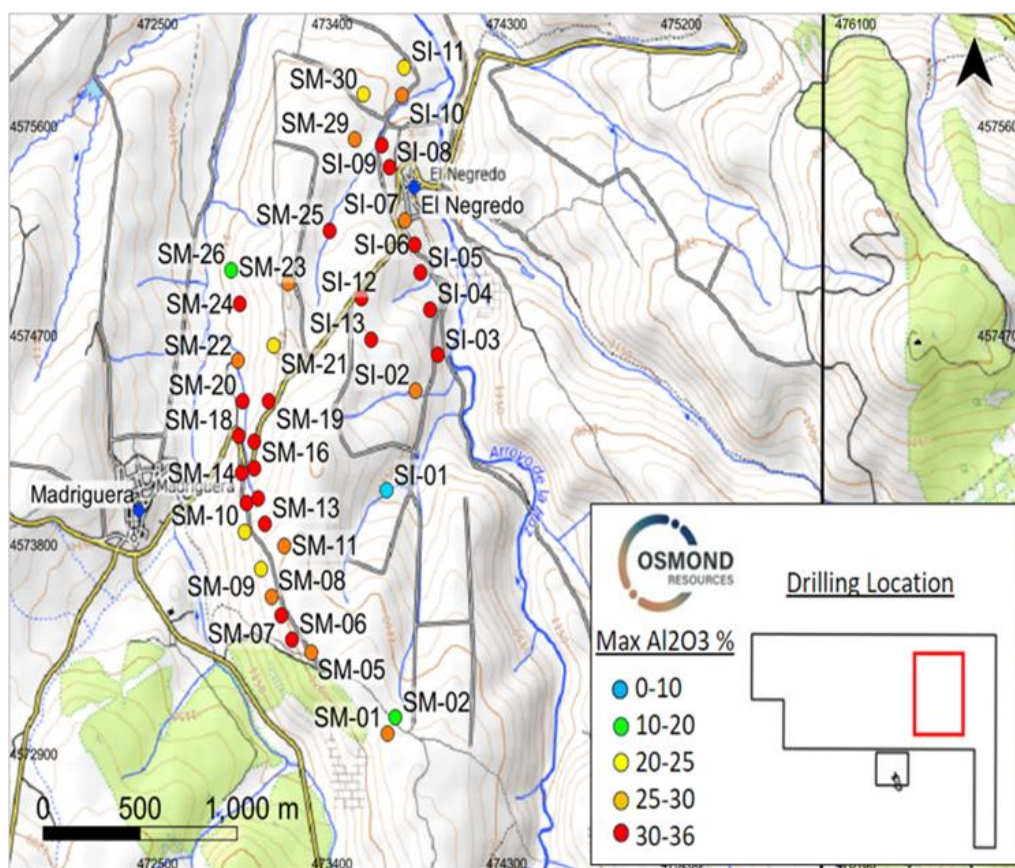 472500
473400
474300
475200
476100
SI-11
SM-30
SI-10
4575600
4575600
SM-29
SI-08
SI-09
El Negredo
El Negredo
SI-07
SM-25
SI-06
SI-05
SM-26
SM-23
SI-12
SI-04
SM-24
SI-13
4574700
4574700
SI-03
SM-22
SM-21
SI-02
SM-20
SM-19
SM-18
SM-16
SM-14
SI-01
Arroyo de la
Madriguera
Madriguera
SM-13
SM-10
4573800
SM-11
OSMOND
RESOURCES
Drilling Location
SM-08
SM-09
Max Al2O3 %
SM-06
SM-07
SM-05
0-10
SM-02
10-20
SM-01
20-25
4572900
25-30
0
500
1,000 m
30-36
472500
473400
474300